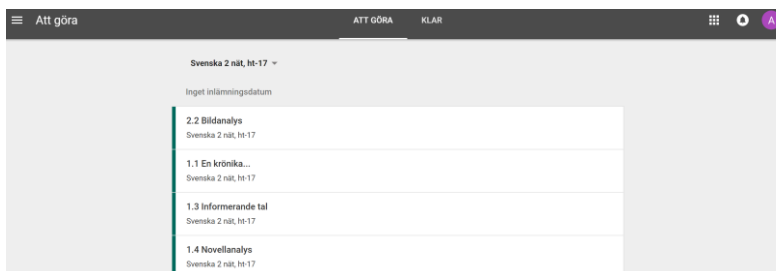 Att göra
ATT GÖRA KLAR
A
Svenska 2 nät, ht-17
Inget inlämningsdatum
2.2 Bildanalys
Svenska 2 nät, ht-17
1.1 En krönika...
Svenska 2 nät, ht-17
1.3 Informerande tal
Svenska 2 nät, ht-17
1.4 Novellanalys
Svenska 2 nät, ht-17